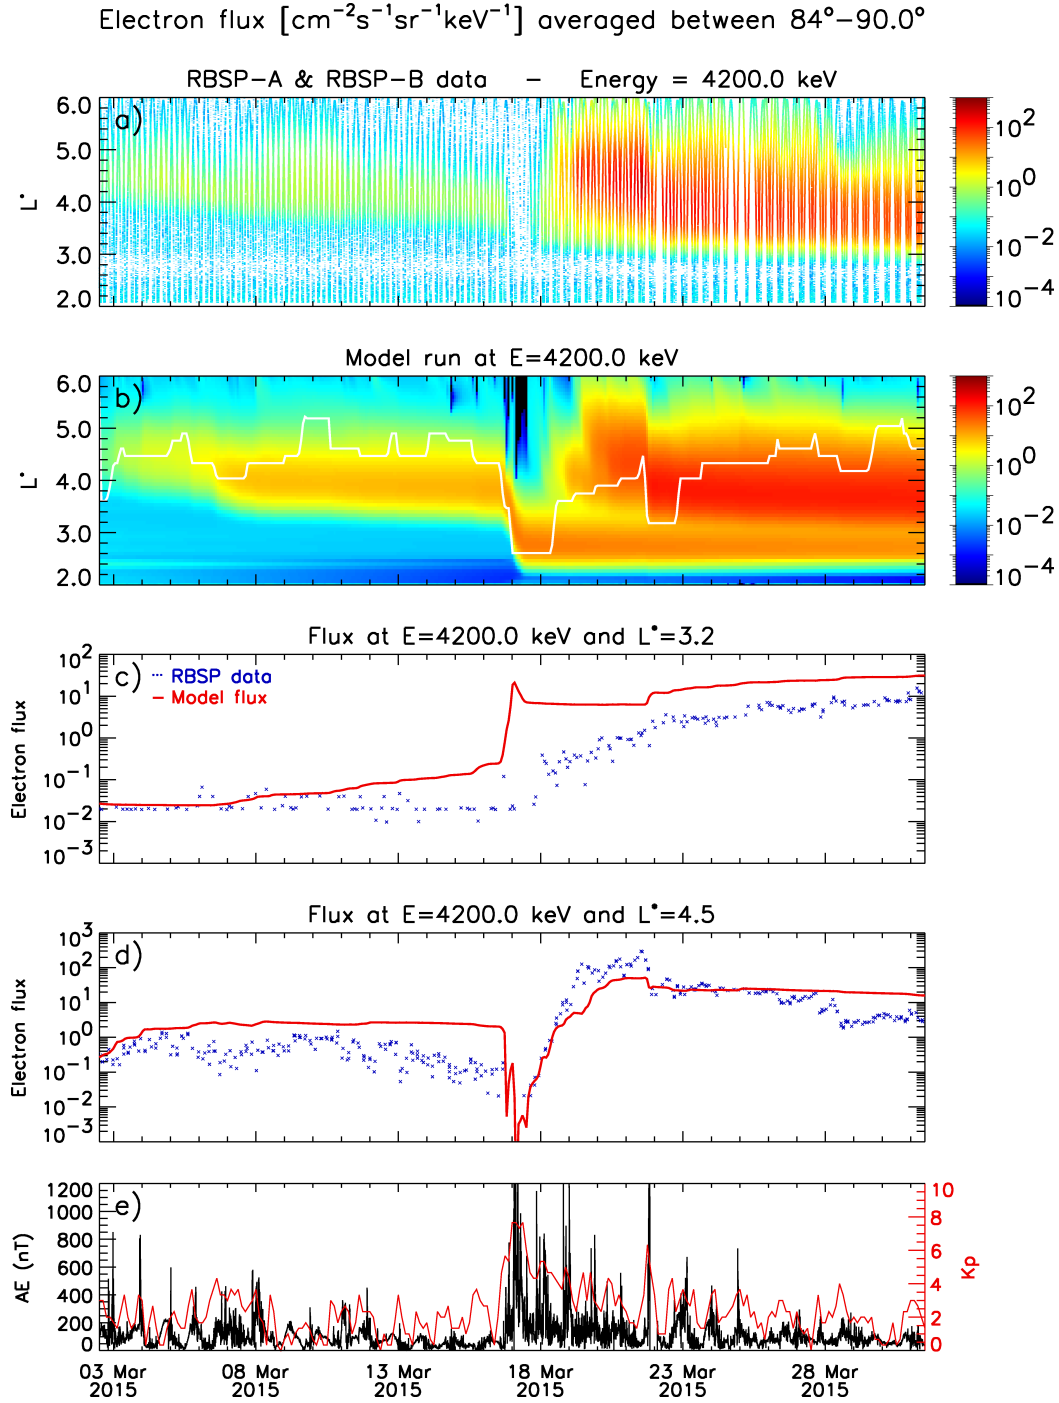 Electron flux [cm⁻²s⁻¹sr⁻¹keV⁻¹] averaged between 84°−90.0°
RBSP−A & RBSP−B data − Energy = 4200.0 keV
a)
6.0
5.0
4.0
3.0
2.0
L*
10²
10⁰
10⁻²
10⁻⁴
Model run at E=4200.0 keV
b)
6.0
5.0
4.0
3.0
2.0
L*
10²
10⁰
10⁻²
10⁻⁴
Flux at E=4200.0 keV and L*=3.2
c)
RBSP data
Model flux
10²
10¹
10⁰
10⁻¹
10⁻²
10⁻³
Electron flux
Flux at E=4200.0 keV and L*=4.5
d)
10³
10²
10¹
10⁰
10⁻¹
10⁻²
10⁻³
Electron flux
e)
1200
1000
800
600
400
200
0
AE (nT)
10
8
6
4
2
0
Kp
03 Mar 08 Mar 13 Mar 18 Mar 23 Mar 28 Mar
2015 2015 2015 2015 2015 2015